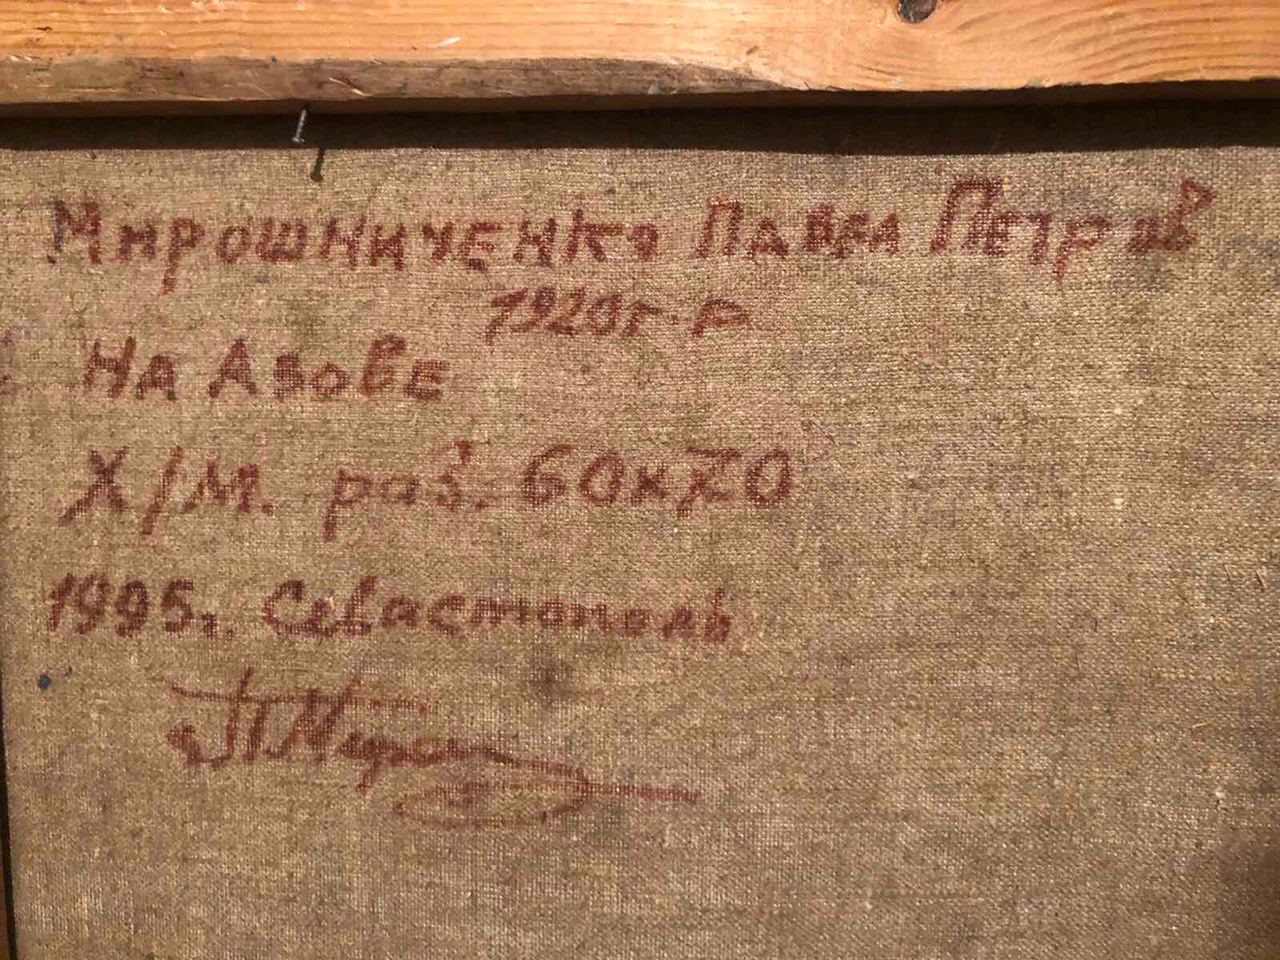 Мирошниченко Павел Петров
1920г.р
На Азове
Х/М. раз. 60х70
1995г. Севастополь